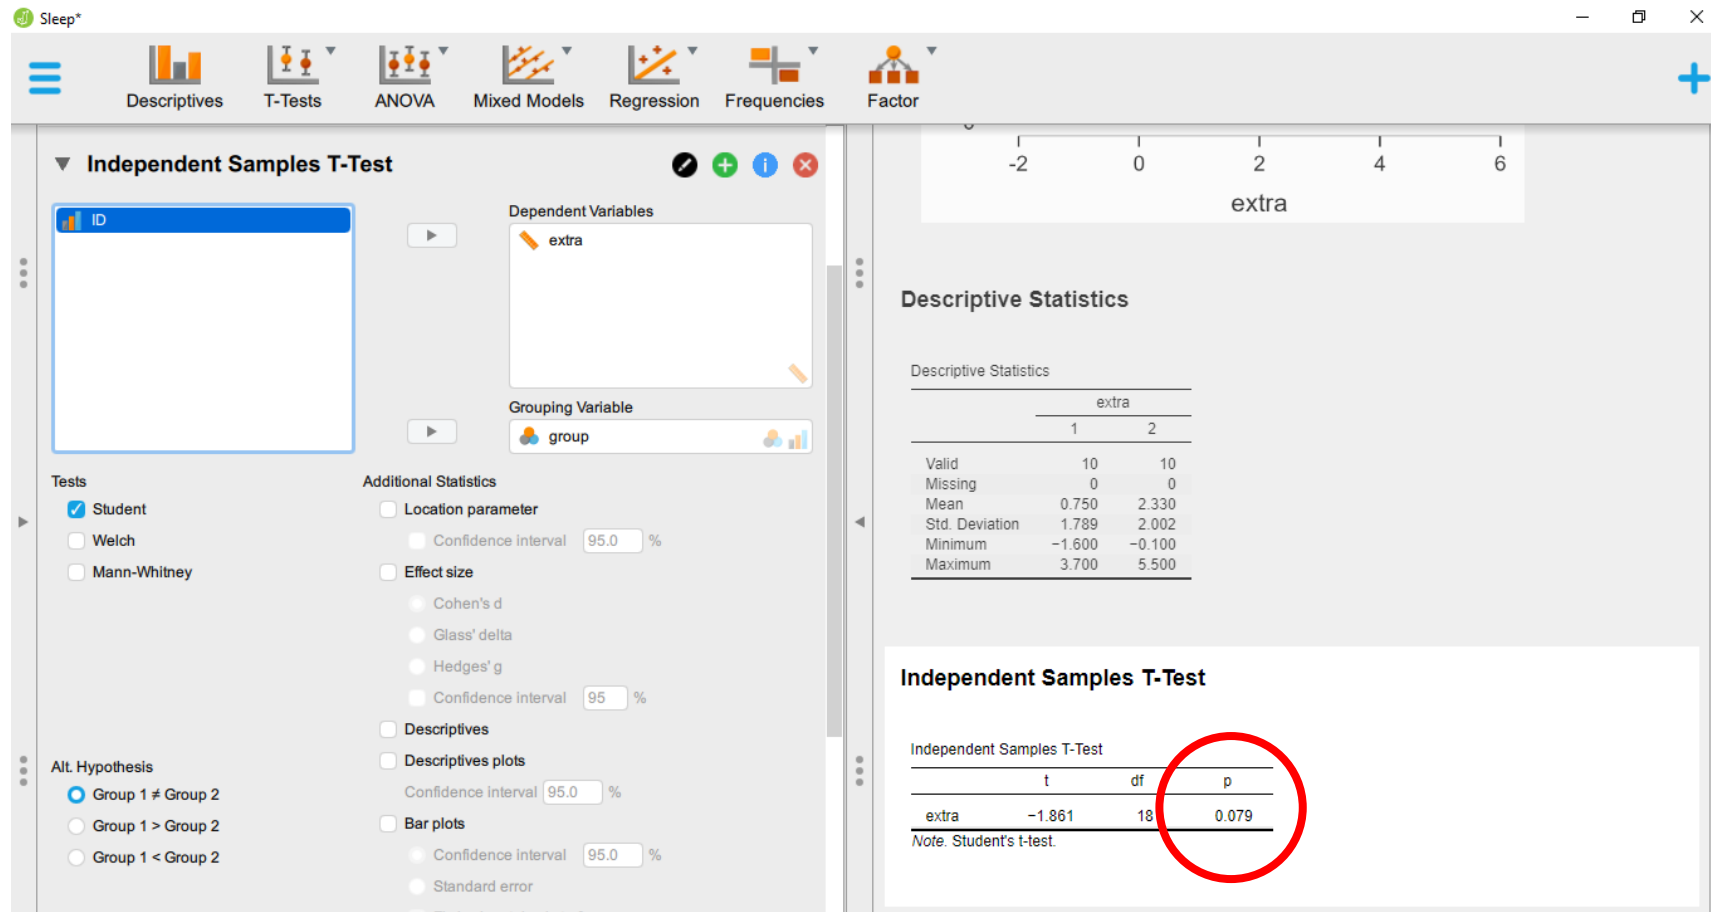 Sleep*
Descriptives
T-Tests
ANOVA
Mixed Models
Regression
Frequencies
Factor
Independent Samples T-Test
ID
Dependent Variables
extra
Grouping Variable
group
Tests
Student
Welch
Mann-Whitney
Alt. Hypothesis
Group 1 ≠ Group 2
Group 1 > Group 2
Group 1 < Group 2
Additional Statistics
Location parameter
Confidence interval 95.0 %
Effect size
Cohen's d
Glass' delta
Hedges' g
Confidence interval 95 %
Descriptives
Descriptives plots
Confidence interval 95.0 %
Bar plots
Confidence interval 95.0 %
Standard error
-2 0 2 4 6
extra
Descriptive Statistics
Descriptive Statistics
extra
1 2
Valid 10 10
Missing 0 0
Mean 0.750 2.330
Std. Deviation 1.789 2.002
Minimum −1.600 −0.100
Maximum 3.700 5.500
Independent Samples T-Test
Independent Samples T-Test
t df p
extra −1.861 18 0.079
Note. Student's t-test.